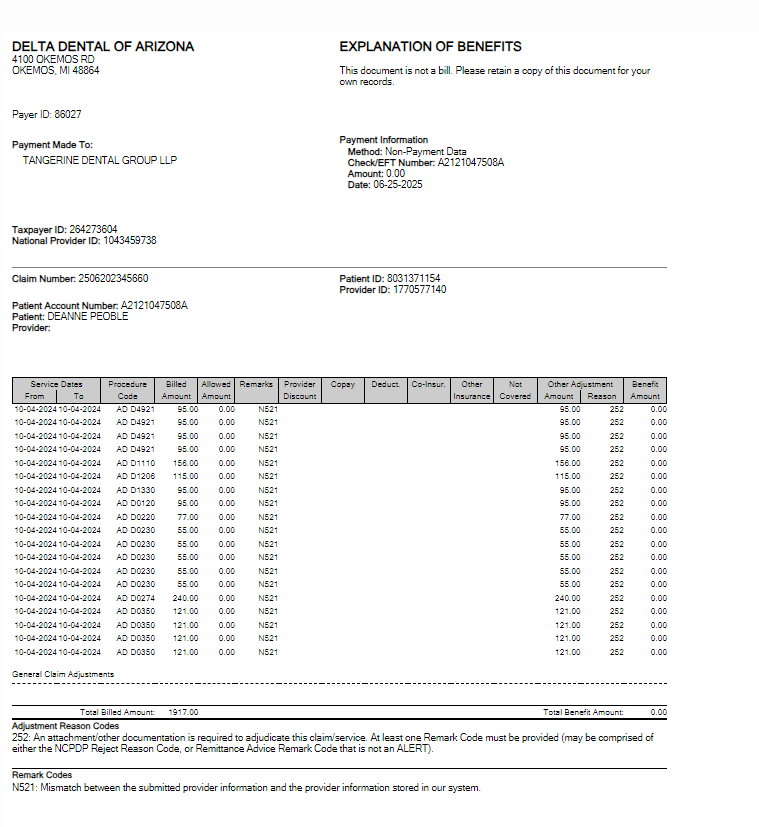 DELTA DENTAL OF ARIZONA
4100 OKEMOS RD
OKEMOS, MI 48864
EXPLANATION OF BENEFITS
This document is not a bill. Please retain a copy of this document for your
own records.
Payer ID: 86027
Payment Made To:
TANGERINE DENTAL GROUP LLP
Payment Information
Method: Non-Payment Data
Check/EFT Number: A2121047508A
Amount: 0.00
Date: 06-25-2025
Taxpayer ID: 264273604
National Provider ID: 1043459738
Claim Number: 2506202345660
Patient ID: 8031371154
Provider ID: 1770577140
Patient Account Number: A2121047508A
Patient: DEANNE PEOBLE
Provider:
Service Dates Procedure Billed Allowed Remarks Provider Copay Deduct. Co-Insur. Other Not Other Adjustment Benefit
From To Code Amount Amount Discount Insurance Covered Amount Reason Amount
10-04-2024 10-04-2024 AD D4921 95.00 0.00 N521 95.00 252 0.00
10-04-2024 10-04-2024 AD D4921 95.00 0.00 N521 95.00 252 0.00
10-04-2024 10-04-2024 AD D4921 95.00 0.00 N521 95.00 252 0.00
10-04-2024 10-04-2024 AD D4921 95.00 0.00 N521 95.00 252 0.00
10-04-2024 10-04-2024 AD D1110 156.00 0.00 N521 156.00 252 0.00
10-04-2024 10-04-2024 AD D1206 115.00 0.00 N521 115.00 252 0.00
10-04-2024 10-04-2024 AD D1330 95.00 0.00 N521 95.00 252 0.00
10-04-2024 10-04-2024 AD D0120 95.00 0.00 N521 95.00 252 0.00
10-04-2024 10-04-2024 AD D0220 77.00 0.00 N521 77.00 252 0.00
10-04-2024 10-04-2024 AD D0230 55.00 0.00 N521 55.00 252 0.00
10-04-2024 10-04-2024 AD D0230 55.00 0.00 N521 55.00 252 0.00
10-04-2024 10-04-2024 AD D0230 55.00 0.00 N521 55.00 252 0.00
10-04-2024 10-04-2024 AD D0230 55.00 0.00 N521 55.00 252 0.00
10-04-2024 10-04-2024 AD D0230 55.00 0.00 N521 55.00 252 0.00
10-04-2024 10-04-2024 AD D0274 240.00 0.00 N521 240.00 252 0.00
10-04-2024 10-04-2024 AD D0350 121.00 0.00 N521 121.00 252 0.00
10-04-2024 10-04-2024 AD D0350 121.00 0.00 N521 121.00 252 0.00
10-04-2024 10-04-2024 AD D0350 121.00 0.00 N521 121.00 252 0.00
10-04-2024 10-04-2024 AD D0350 121.00 0.00 N521 121.00 252 0.00
General Claim Adjustments
Total Billed Amount: 1917.00 Total Benefit Amount: 0.00
Adjustment Reason Codes
252: An attachment/other documentation is required to adjudicate this claim/service. At least one Remark Code must be provided (may be comprised of
either the NCPDP Reject Reason Code, or Remittance Advice Remark Code that is not an ALERT).
Remark Codes
N521: Mismatch between the submitted provider information and the provider information stored in our system.